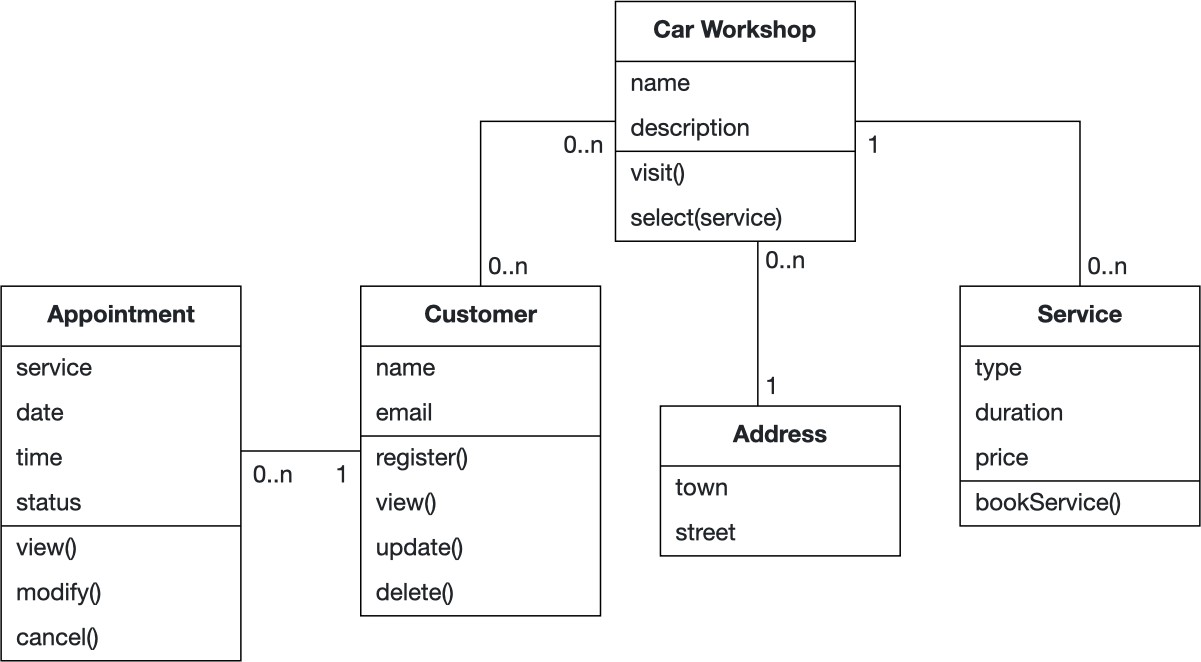 Car Workshop
name
description
visit()
select(service)
0..n
1
0..n
0..n
0..n
1
Appointment
service
date
time
status
view()
modify()
cancel()
0..n
1
Customer
name
email
register()
view()
update()
delete()
Address
town
street
Service
type
duration
price
bookService()